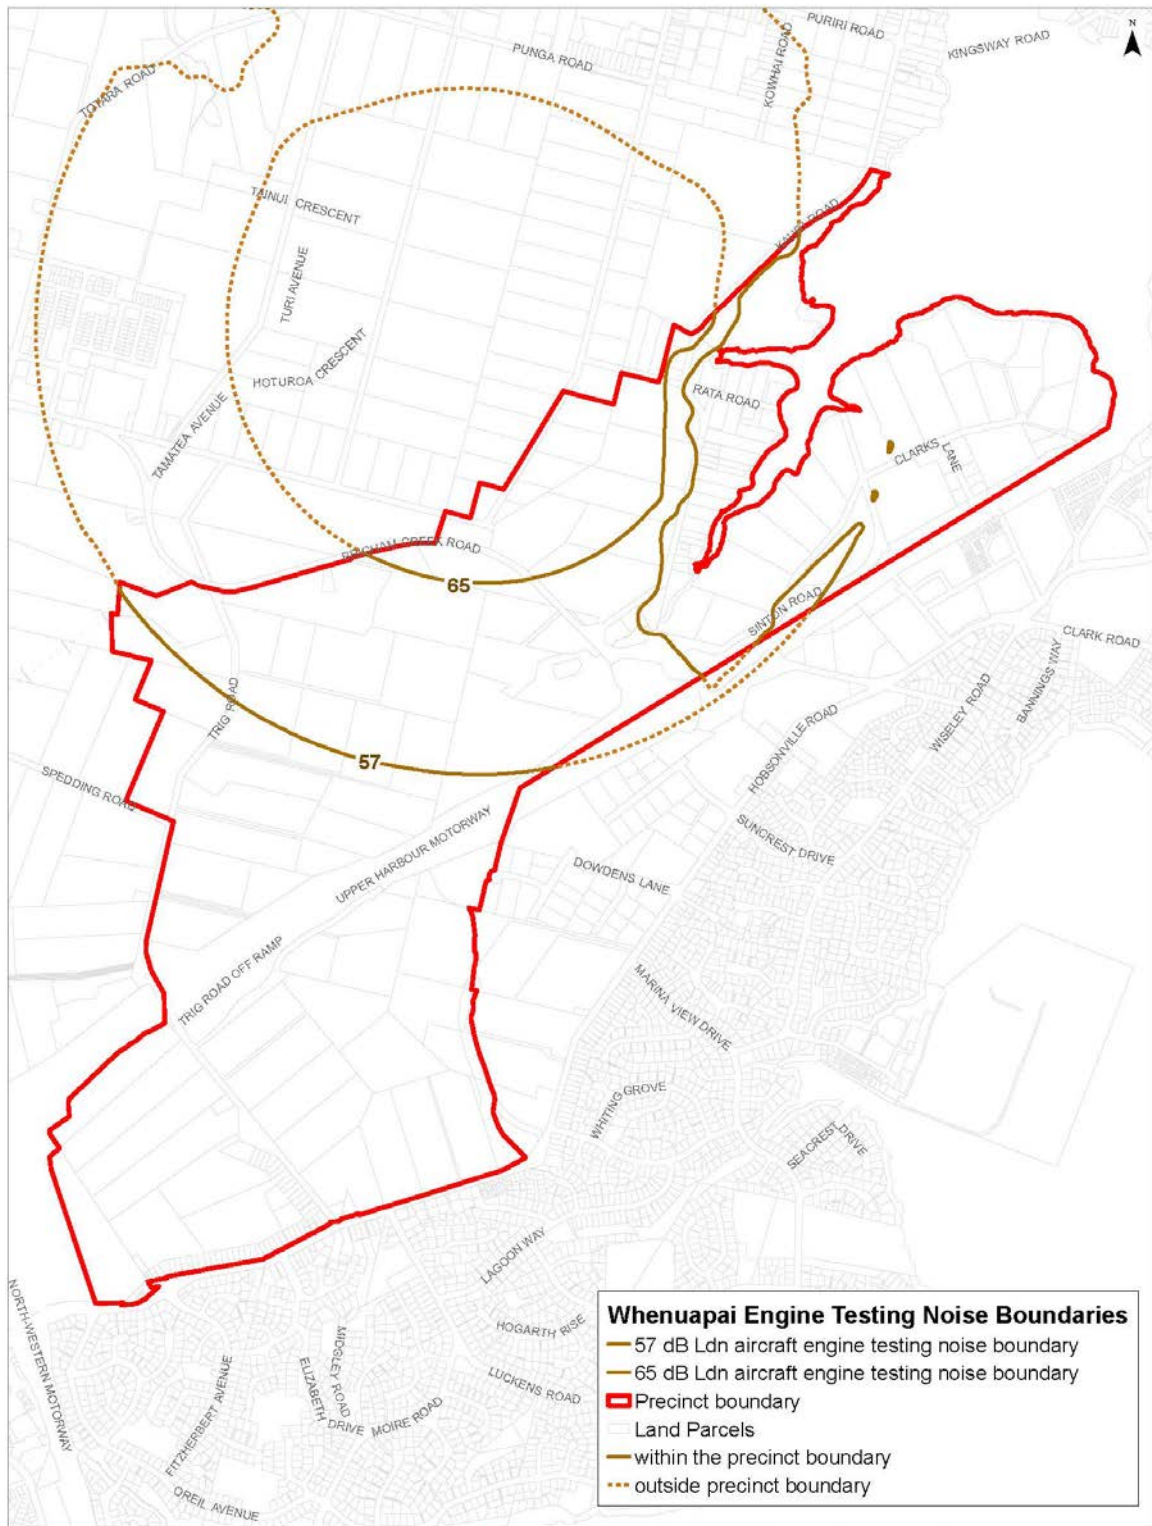 N
PURIRI ROAD
KINGSWAY ROAD
PUNGA ROAD
KOWHAI ROAD
TOTARA ROAD
TAINUI CRESCENT
KAURI ROAD
TURI AVENUE
HOTUROA CRESCENT
RATA ROAD
TAMATEA AVENUE
CLARKS LANE
BRIGHAM CREEK ROAD
65
SINTON ROAD
CLARK ROAD
BANNINGS WAY
TRIG ROAD
WISELEY ROAD
HOBSONVILLE ROAD
57
SPEDDING ROAD
UPPER HARBOUR MOTORWAY
SUNCREST DRIVE
DOWDENS LANE
TRIG ROAD OFF RAMP
MARINA VIEW DRIVE
WHITING GROVE
SEACREST DRIVE
LAGOON WAY
NORTH-WESTERN MOTORWAY
HOGARTH RISE
MIDGLEY ROAD
ELIZABETH DRIVE
LUCKENS ROAD
MOIRE ROAD
FITZHERBERT AVENUE
OREIL AVENUE
Whenuapai Engine Testing Noise Boundaries
57 dB Ldn aircraft engine testing noise boundary
65 dB Ldn aircraft engine testing noise boundary
Precinct boundary
Land Parcels
within the precinct boundary
outside precinct boundary